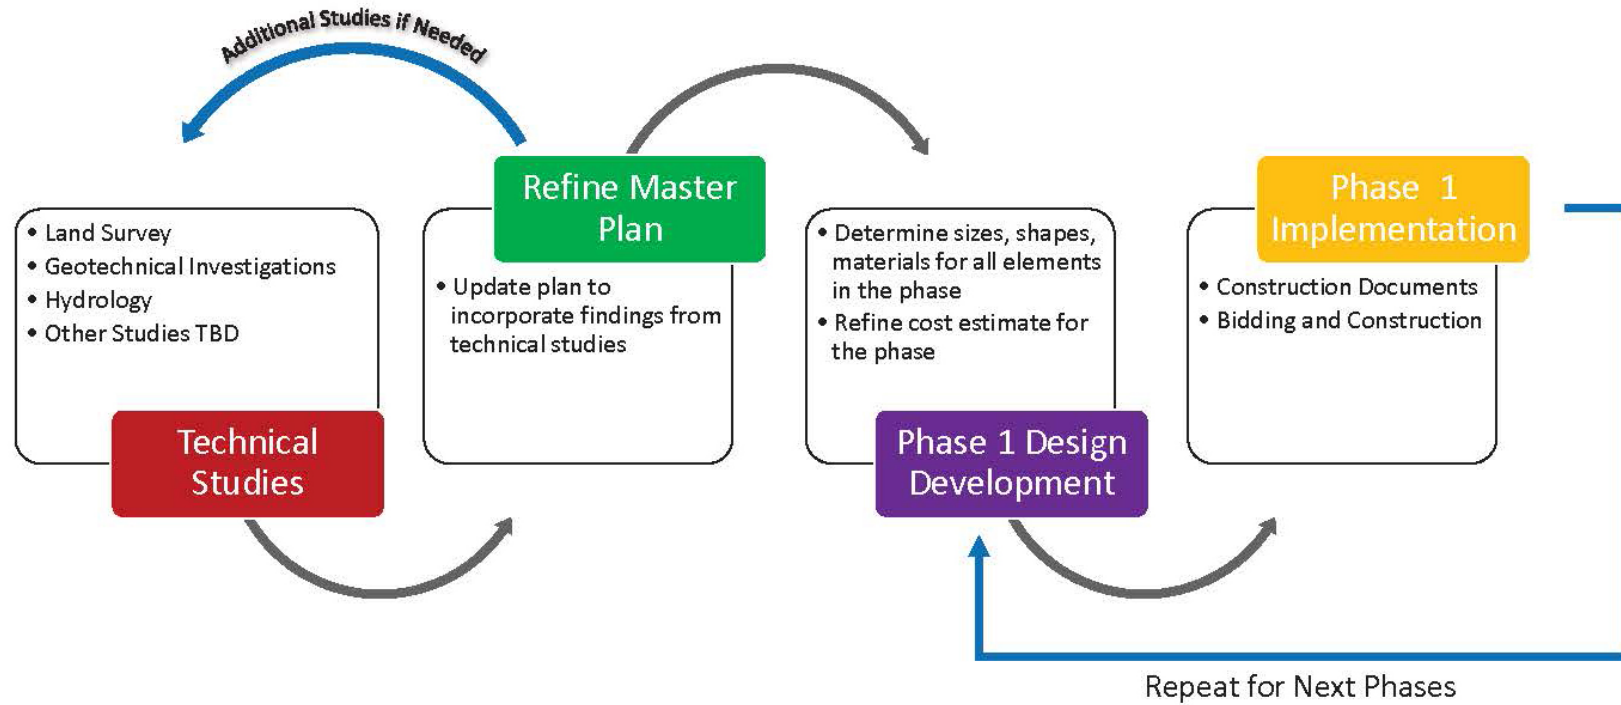 Additional Studies if Needed
• Land Survey
• Geotechnical Investigations
• Hydrology
• Other Studies TBD
Technical
Studies
Refine Master
Plan
• Update plan to
incorporate findings from
technical studies
• Determine sizes, shapes,
materials for all elements
in the phase
• Refine cost estimate for
the phase
Phase 1 Design
Development
Phase 1
Implementation
• Construction Documents
• Bidding and Construction
Repeat for Next Phases